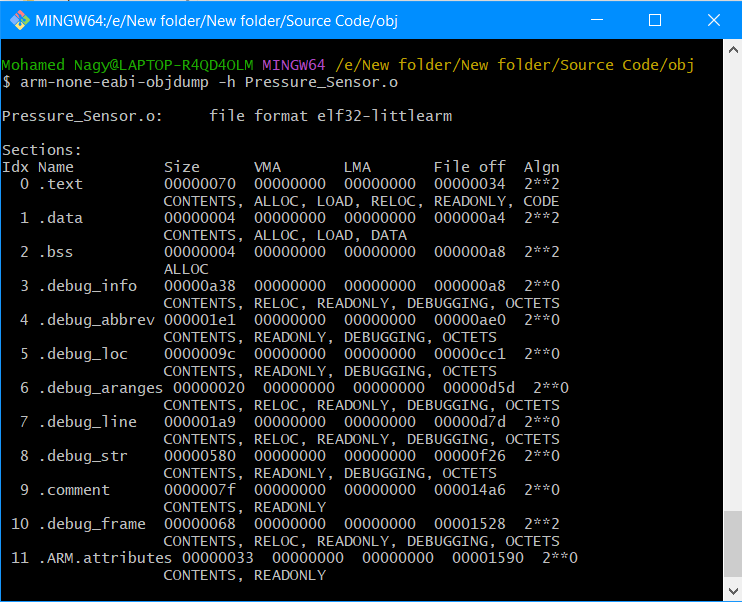 MINGW64:/e/New folder/New folder/Source Code/obj
Mohamed Nagy@LAPTOP-R4QD4OLM MINGW64 /e/New folder/New folder/Source Code/obj
$ arm-none-eabi-objdump -h Pressure_Sensor.o
Pressure_Sensor.o:     file format elf32-littlearm
Sections:
Idx Name          Size      VMA       LMA       File off  Algn
  0 .text         00000070  00000000  00000000  00000034  2**2
                  CONTENTS, ALLOC, LOAD, RELOC, READONLY, CODE
  1 .data         00000004  00000000  00000000  000000a4  2**2
                  CONTENTS, ALLOC, LOAD, DATA
  2 .bss          00000004  00000000  00000000  000000a8  2**2
                  ALLOC
  3 .debug_info   00000a38  00000000  00000000  000000a8  2**0
                  CONTENTS, RELOC, READONLY, DEBUGGING, OCTETS
  4 .debug_abbrev 000001e1  00000000  00000000  00000ae0  2**0
                  CONTENTS, READONLY, DEBUGGING, OCTETS
  5 .debug_loc    0000009c  00000000  00000000  00000cc1  2**0
                  CONTENTS, READONLY, DEBUGGING, OCTETS
  6 .debug_aranges 00000020  00000000  00000000  00000d5d  2**0
                  CONTENTS, RELOC, READONLY, DEBUGGING, OCTETS
  7 .debug_line   000001a9  00000000  00000000  00000d7d  2**0
                  CONTENTS, RELOC, READONLY, DEBUGGING, OCTETS
  8 .debug_str    00000580  00000000  00000000  00000f26  2**0
                  CONTENTS, READONLY, DEBUGGING, OCTETS
  9 .comment      0000007f  00000000  00000000  000014a6  2**0
                  CONTENTS, READONLY
 10 .debug_frame  00000068  00000000  00000000  00001528  2**2
                  CONTENTS, RELOC, READONLY, DEBUGGING, OCTETS
 11 .ARM.attributes 00000033  00000000  00000000  00001590  2**0
                  CONTENTS, READONLY